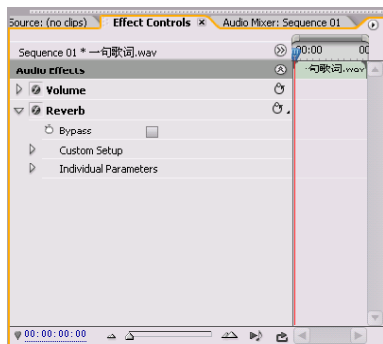 Source: (no clips) Effect Controls Audio Mixer: Sequence 01
Sequence 01 * 一句歌词.wav 00:00 00
Audio Effects 一句歌词.wav
Volume
Reverb
Bypass
Custom Setup
Individual Parameters
00:00:00:00